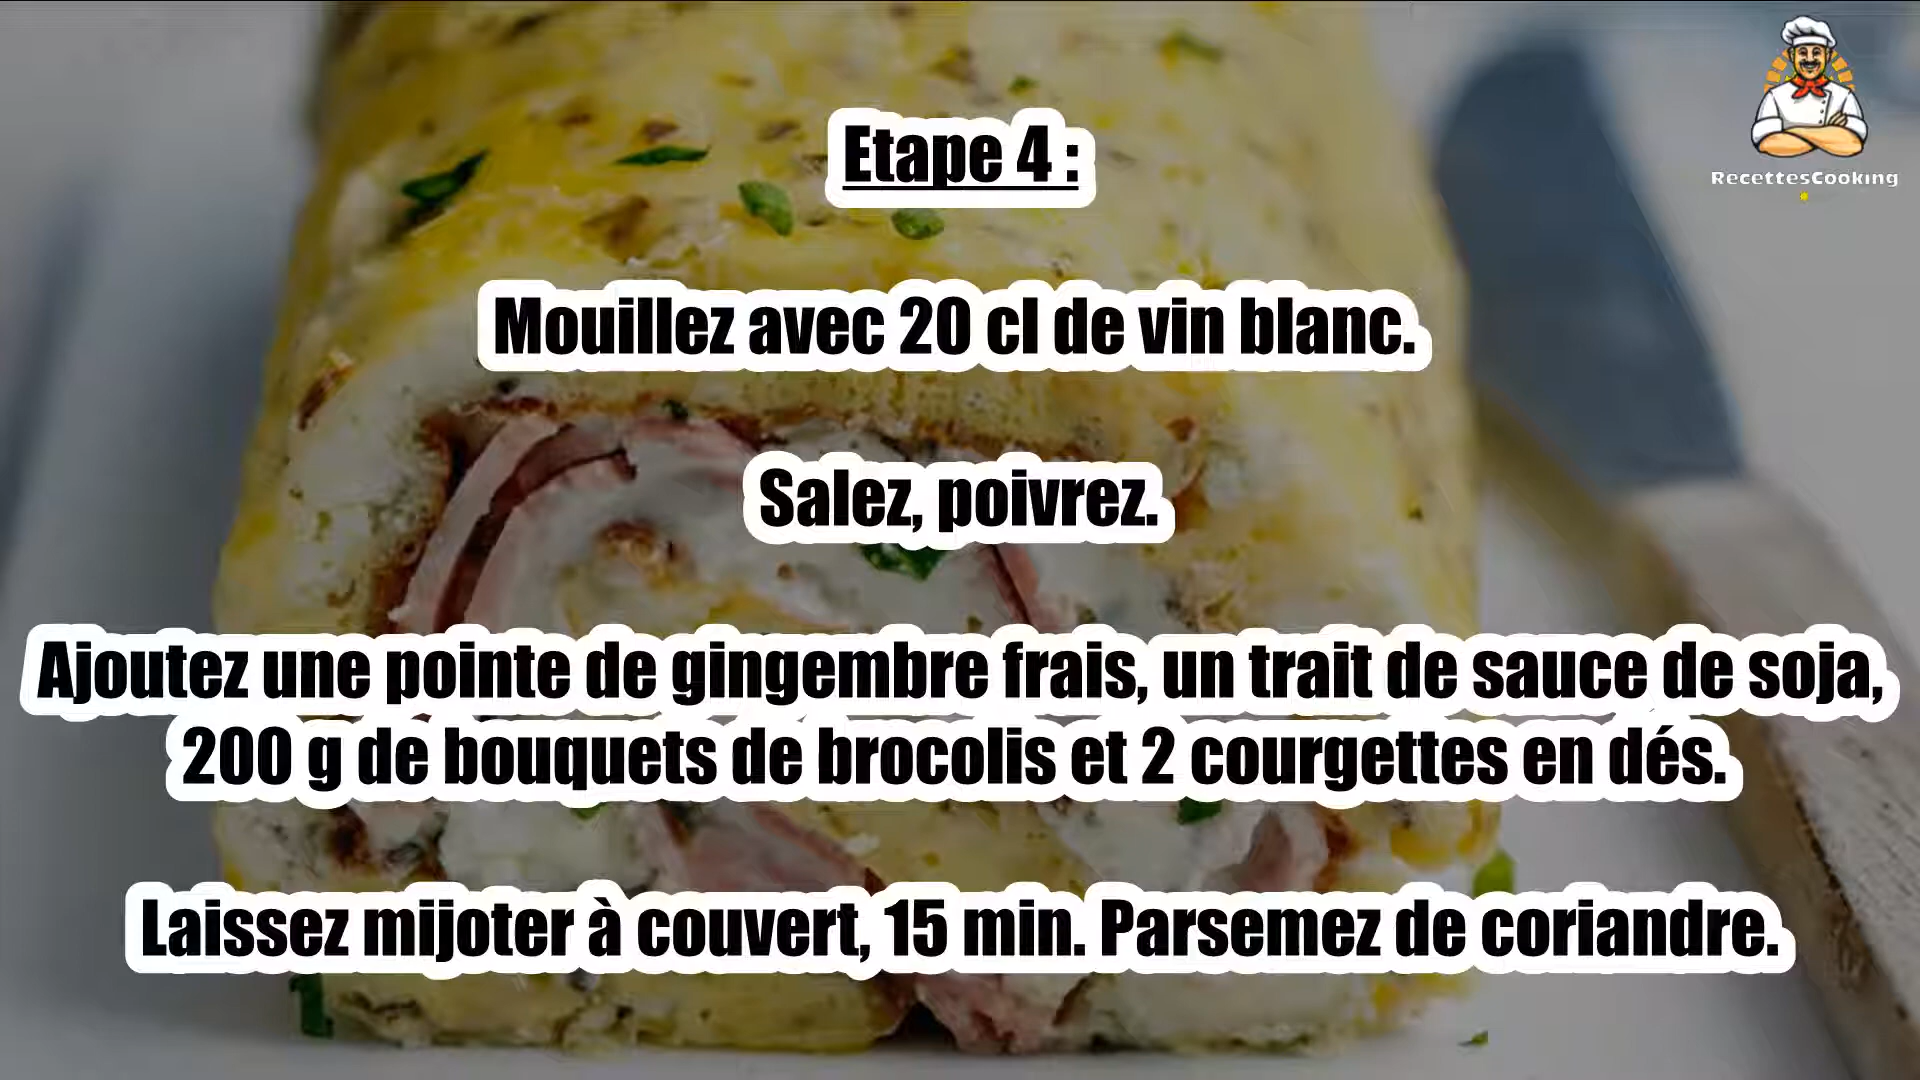 RecettesCooking
Etape 4 :
Mouillez avec 20 cl de vin blanc.
Salez, poivrez.
Ajoutez une pointe de gingembre frais, un trait de sauce de soja,
200 g de bouquets de brocolis et 2 courgettes en dés.
Laissez mijoter à couvert, 15 min. Parsemez de coriandre.